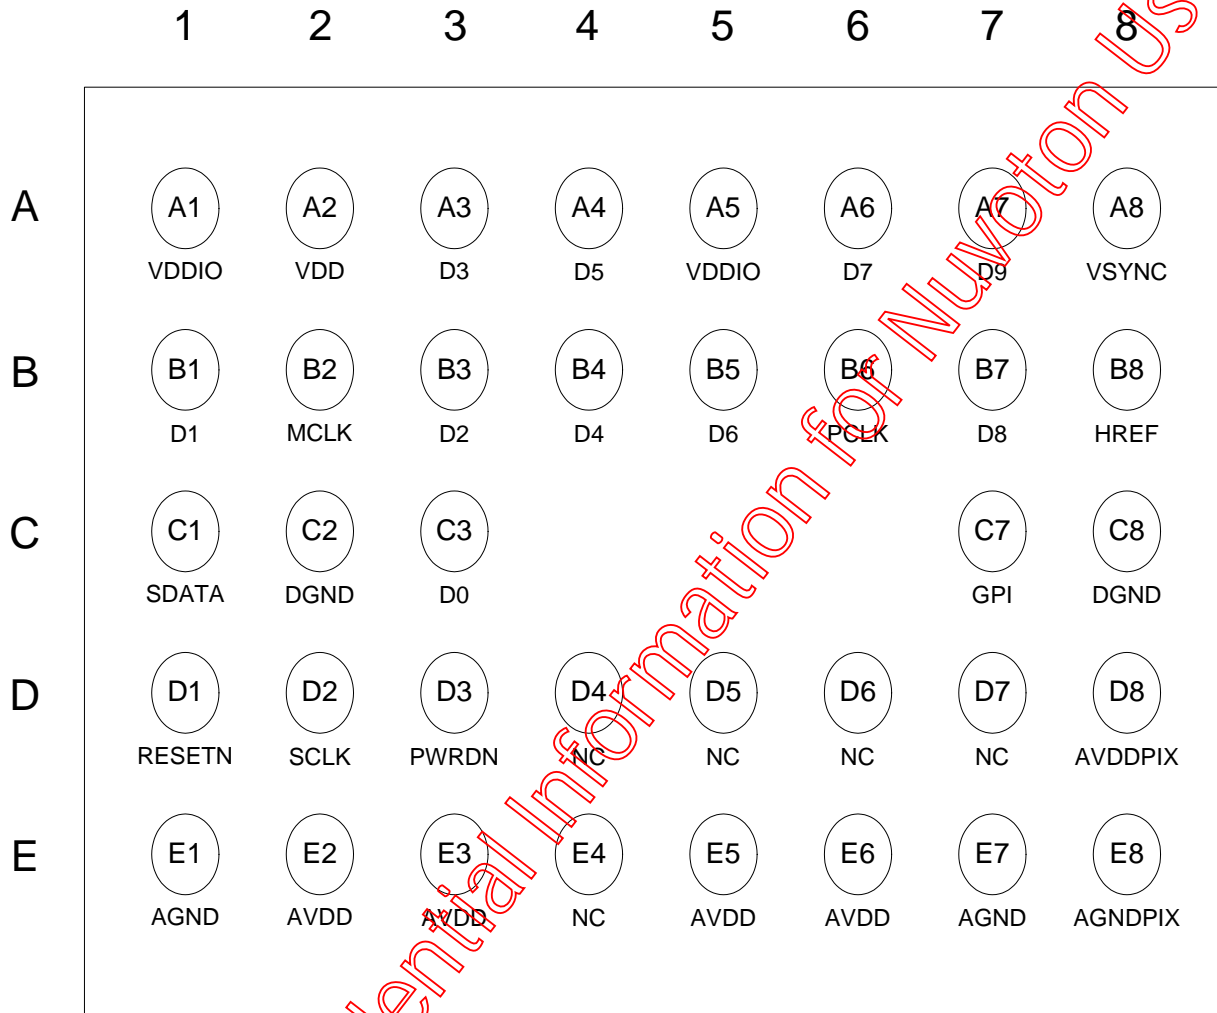 1 2 3 4 5 6 7 8
A A1 A2 A3 A4 A5 A6 A7 A8
VDDIO VDD D3 D5 VDDIO D7 D9 VSYNC
B B1 B2 B3 B4 B5 B6 B7 B8
D1 MCLK D2 D4 D6 PCLK D8 HREF
C C1 C2 C3 C7 C8
SDATA DGND D0 GPI DGND
D D1 D2 D3 D4 D5 D6 D7 D8
RESETN SCLK PWRDN NC NC NC NC AVDDPIX
E E1 E2 E3 E4 E5 E6 E7 E8
AGND AVDD AVDD NC AVDD AVDD AGND AGNDPIX
dential Information for Nuvoton Us